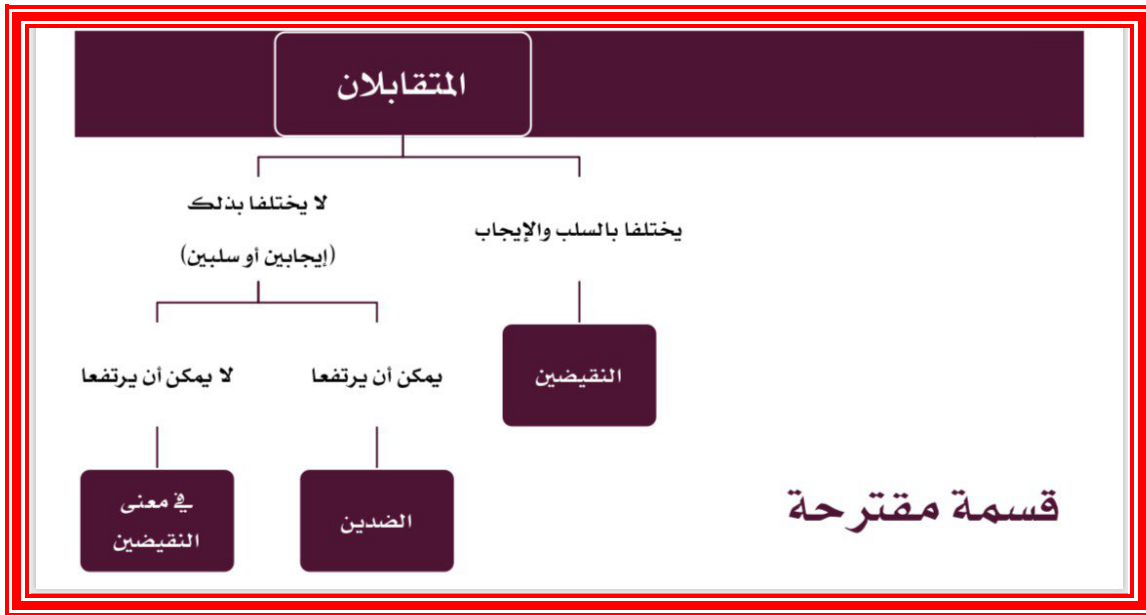 المتقابلان
يختلفا بالسلب والإيجاب
لا يختلفا بذلك
(إيجابين أو سلبين)
النقيضين
يمكن أن يرتفعا
لا يمكن أن يرتفعا
الضدين
في معنى
النقيضين
قسمة مقترحة